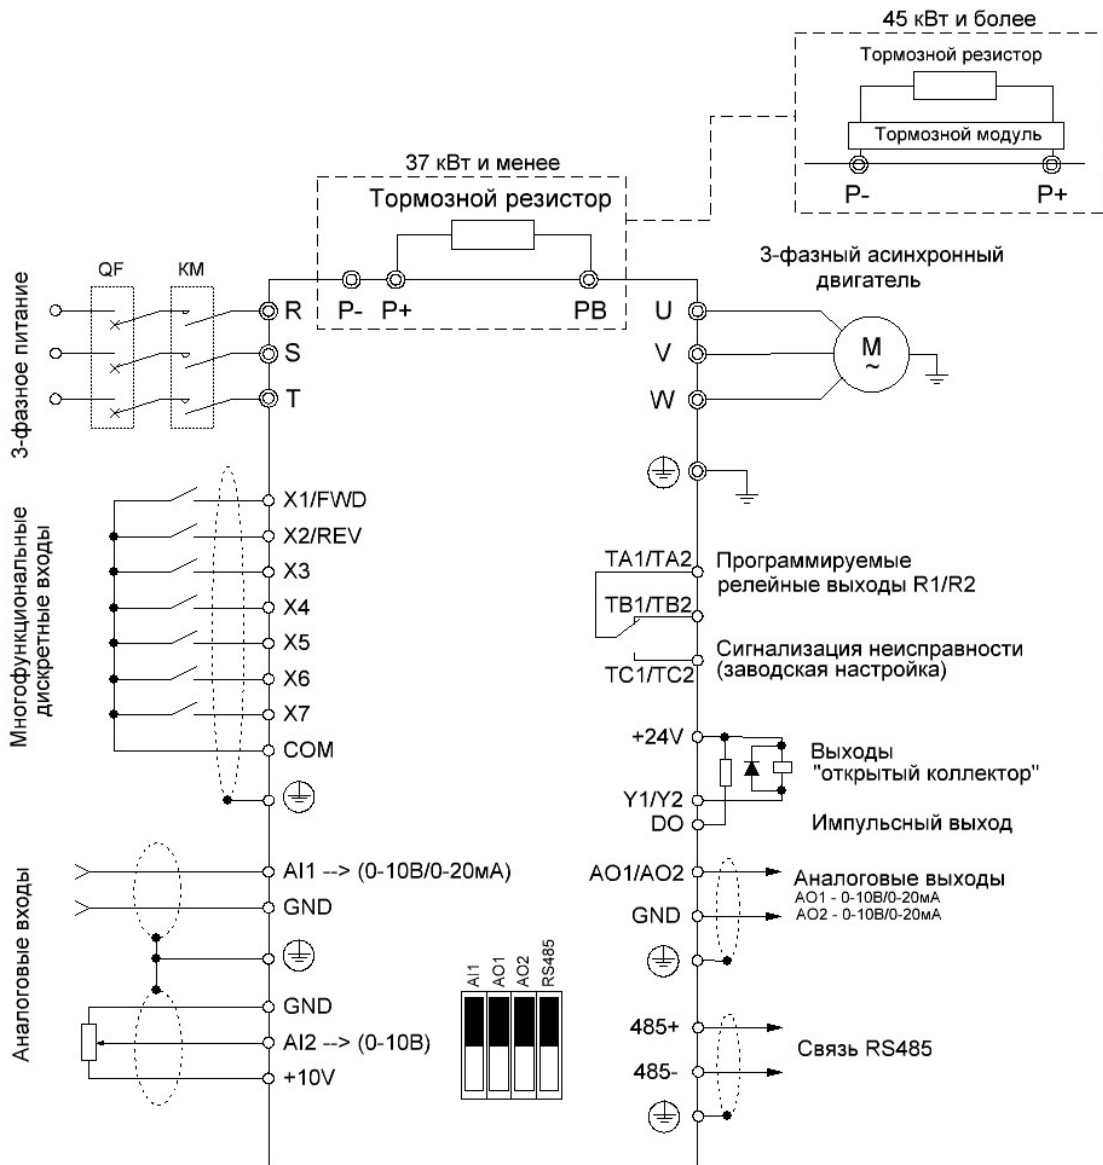 45 кВт и более
Тормозной резистор
Тормозной модуль
P-
P+
37 кВт и менее
Тормозной резистор
P-
P+
PB
3-фазное питание
QF
KM
R
S
T
3-фазный асинхронный
двигатель
U
V
W
M
~
Многофункциональные
дискретные входы
X1/FWD
X2/REV
X3
X4
X5
X6
X7
COM
TA1/TA2
TB1/TB2
TC1/TC2
Программируемые
релейные выходы R1/R2
Сигнализация неисправности
(заводская настройка)
+24V
Y1/Y2
DO
Выходы
"открытый коллектор"
Импульсный выход
Аналоговые входы
AI1 --> (0-10В/0-20мА)
GND
GND
AI2 --> (0-10В)
+10V
AI1
AO1
AO2
RS485
AO1/AO2
GND
Аналоговые выходы
AO1 - 0-10В/0-20мА
AO2 - 0-10В/0-20мА
485+
485-
Связь RS485